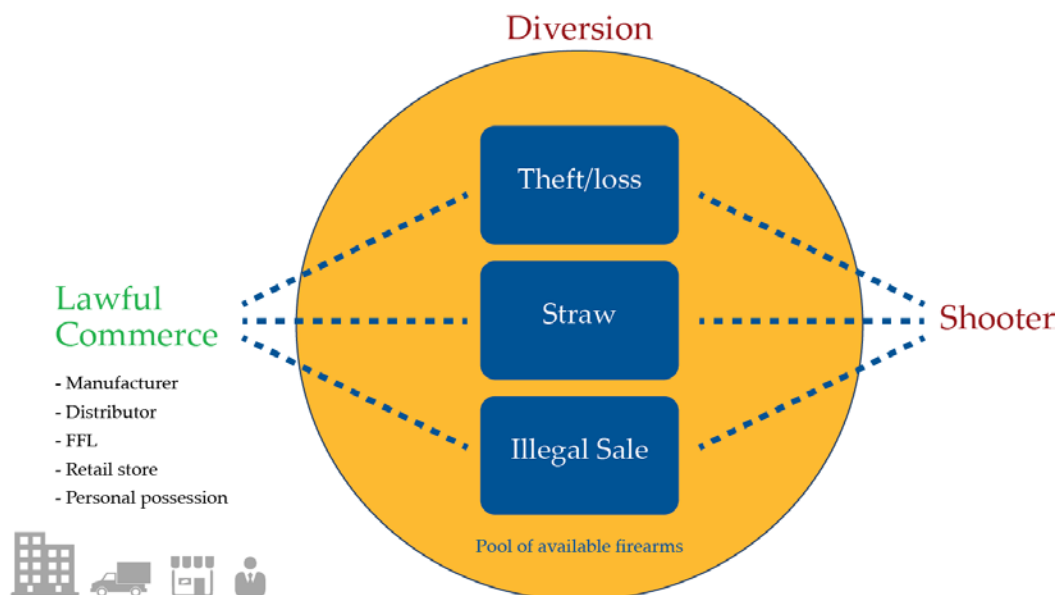 Diversion
Theft/loss
Lawful
Commerce
- Manufacturer
- Distributor
- FFL
- Retail store
- Personal possession
Straw
Shooter
Illegal Sale
Pool of available firearms